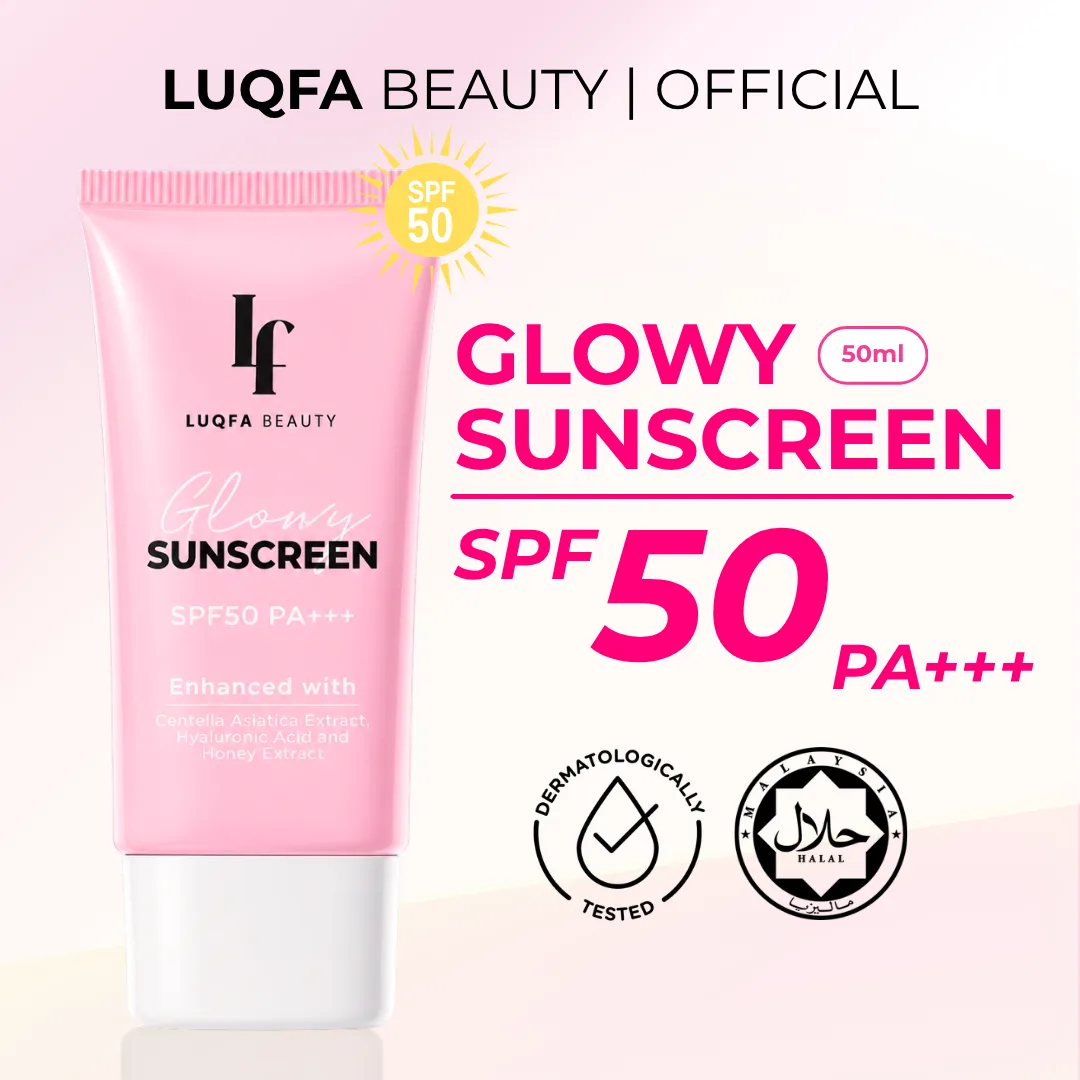 LUQFA BEAUTY | OFFICIAL
SPF
50
lf
LUQFA BEAUTY
Glowy
SUNSCREEN
SPF50 PA+++
Enhanced with
Centella Asiatica Extract,
Hyaluronic Acid and
Honey Extract
GLOWY 50ml
SUNSCREEN
SPF 50 PA+++
DERMATOLOGICALLY
TESTED
MALAYSIA
حلال
HALAL
ماليزيا